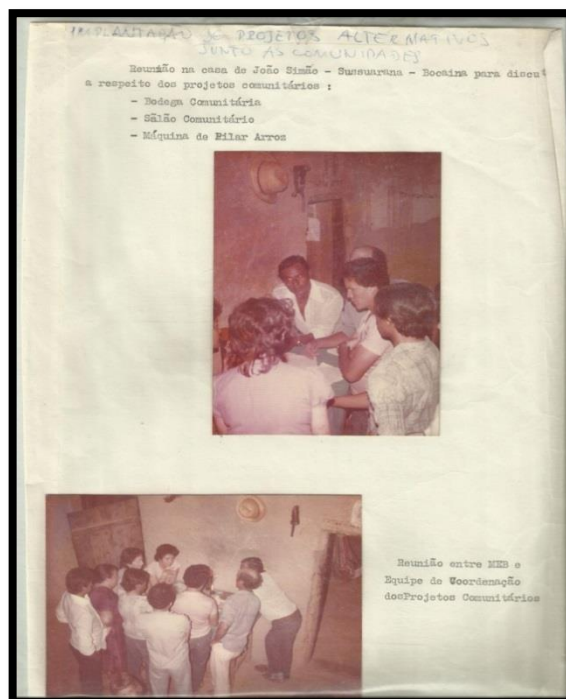 IMPLANTAÇÃO DE PROJETOS ALTERNATIVOS
JUNTO ÀS COMUNIDADES
Reunião na casa de João Simão - Sussuarana - Bocaina para discut
a respeito dos projetos comunitários :
- Bodega Comunitária
- Salão Comunitário
- Máquina de Pilar Arroz
Reunião entre MEB e
Equipe de Coordenação
dosProjetos Comunitários